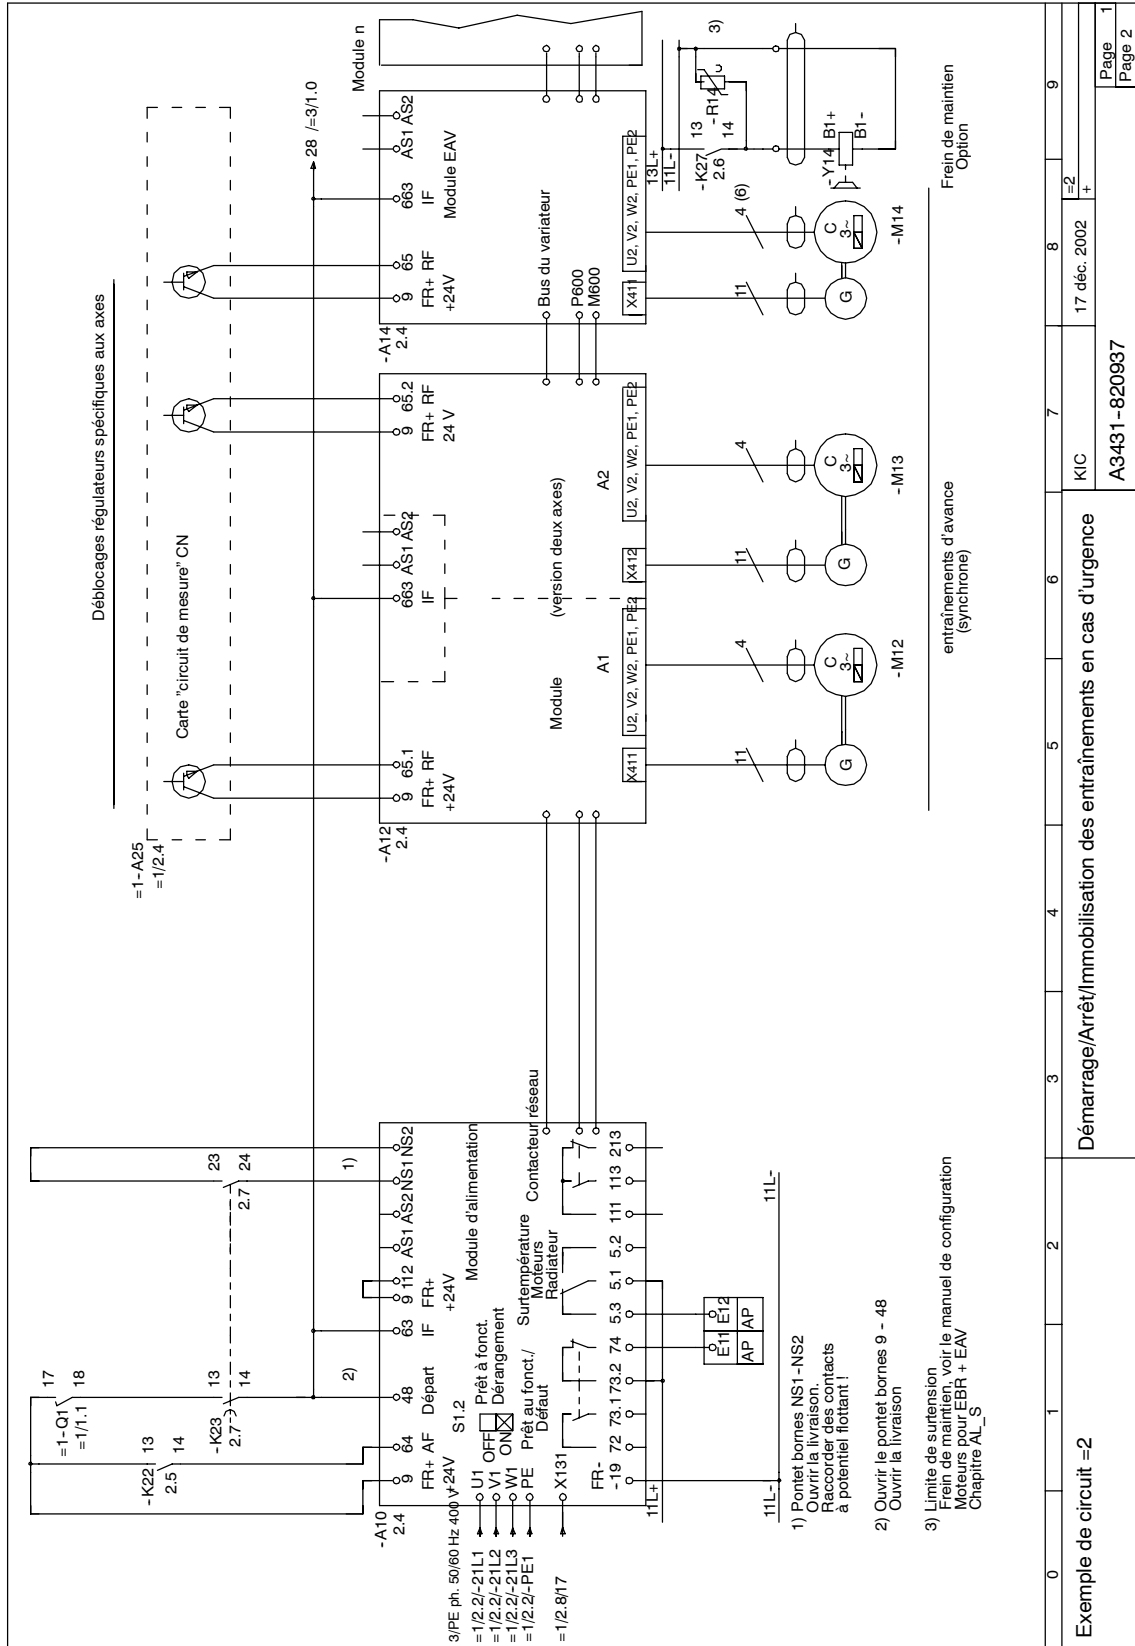 Déblocages régulateurs spécifiques aux axes
=1-A25
=1/2.4
Carte "circuit de mesure" CN
17
=1-Q1
=1/1.1
18
13
-K22
2.5
14
13
-K23
2.7
14
23
2.7
24
2)
1)
28 /=3/1.0
Module n
-A10
2.4
9
64
48
63
9
112
AS1
AS2
NS1
NS2
FR+
+24V
AF
Départ
IF
FR+
+24V
Module d'alimentation
S1.2
OFF
ON
Prêt à fonct.
Dérangement
Prêt au fonct./
Défaut
Surtempérature
Moteurs
Radiateur
Contacteur réseau
3/PE ph. 50/60 Hz 400 V
=1/2.2/-21L1
=1/2.2/-21L2
=1/2.2/-21L3
=1/2.2/-PE1
=1/2.8/17
U1
V1
W1
PE
X131
FR-
-19
72
73.1
73.2
74
5.3
5.1
5.2
111
113
213
11L+
E11
E12
AP
AP
11L-
11L-
-A12
2.4
9
65.1
FR+
RF
+24V
663
AS1
AS2
IF
9
65.2
FR+
RF
24 V
Module
(version deux axes)
A1
A2
X411
U2, V2, W2, PE1, PE2
X412
U2, V2, W2, PE1, PE2
11
4
11
4
G
C
3~
-M12
G
C
3~
-M13
-A14
2.4
9
65
FR+
RF
+24V
663
IF
AS1
AS2
Module EAV
Bus du variateur
P600
M600
X411
U2, V2, W2, PE1, PE2
11
4 (6)
G
C
3~
-M14
13L+
11L-
-K27
2.6
13
14
-R14
U
3)
-Y14
B1+
B1-
entraînements d'avance
(synchrone)
Frein de maintien
Option
1) Pontet bornes NS1-NS2
Ouvrir la livraison.
Raccorder des contacts
à potentiel flottant !
2) Ouvrir le pontet bornes 9 - 48
Ouvrir la livraison
3) Limite de surtension
Frein de maintien, voir le manuel de configuration
Moteurs pour EBR + EAV
Chapitre AL_S
0
1
2
3
4
5
6
7
8
9
Exemple de circuit =2
Démarrage/Arrêt/Immobilisation des entraînements en cas d'urgence
KIC
17 déc. 2002
A3431-820937
=2
+
Page 1
Page 2